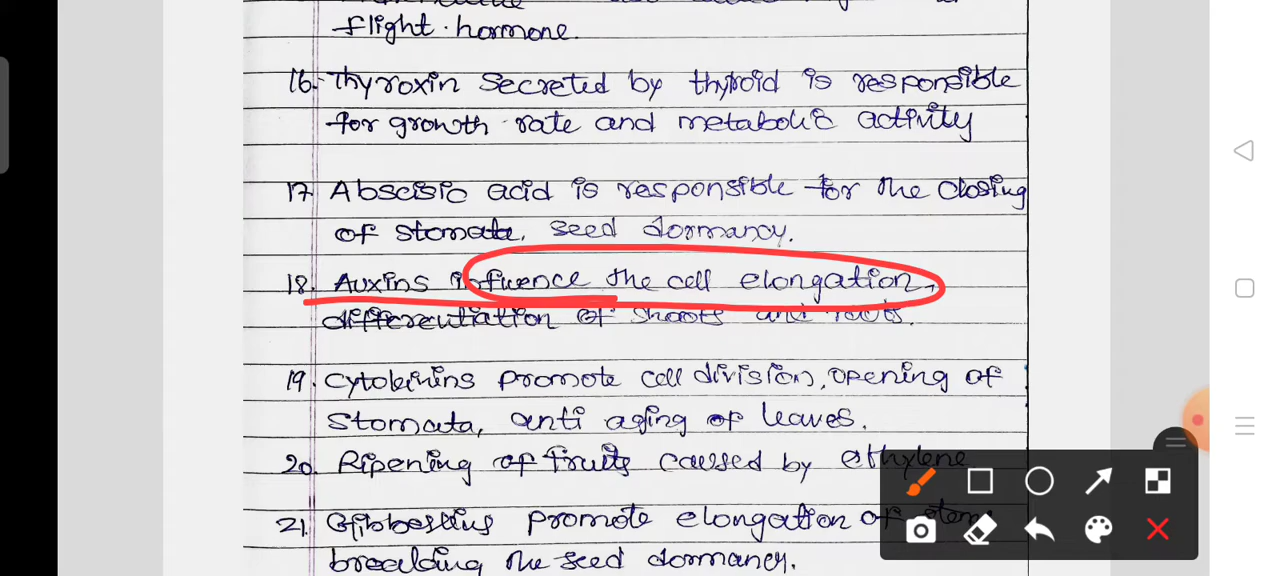 flight hormone.
16. Thyroxin secreted by thyroid is responsible
for growth rate and metabolic activity
17. Abscisic acid is responsible for the closing
of stomata, seed dormancy.
18. Auxins influence the cell elongation,
differentiation of shoots and roots.
19. Cytokinins promote cell division, opening of
stomata, anti aging of leaves.
20. Ripening of fruits caused by ethylene
21. Gibberllins promote elongation of stem
breaking the seed dormancy.